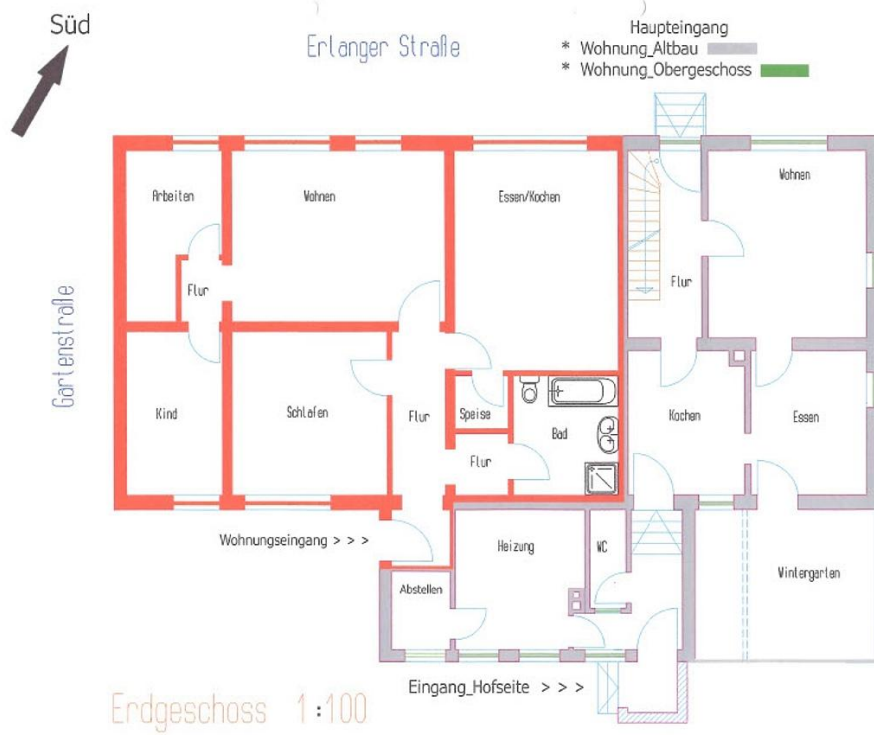 Süd
Erlanger Straße
Haupteingang
* Wohnung_Altbau
* Wohnung_Obergeschoss
Gartenstraße
Arbeiten
Wohnen
Essen/Kochen
Wohnen
Flur
Flur
Kind
Schlafen
Flur
Speise
Flur
Bad
Kochen
Essen
Wohnungseingang > > >
Heizung
WC
Wintergarten
Abstellen
Eingang_Hofseite > > >
Erdgeschoss 1:100